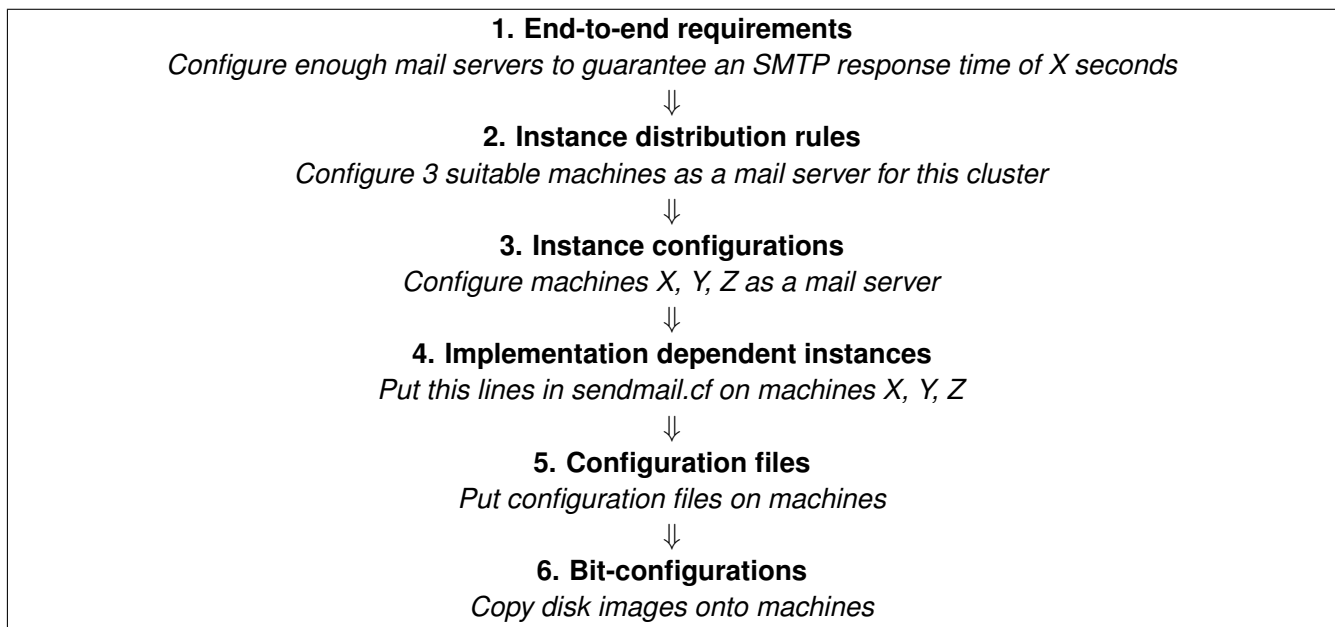 1. End-to-end requirements
Configure enough mail servers to guarantee an SMTP response time of X seconds
⇓
2. Instance distribution rules
Configure 3 suitable machines as a mail server for this cluster
⇓
3. Instance configurations
Configure machines X, Y, Z as a mail server
⇓
4. Implementation dependent instances
Put this lines in sendmail.cf on machines X, Y, Z
⇓
5. Configuration files
Put configuration files on machines
⇓
6. Bit-configurations
Copy disk images onto machines